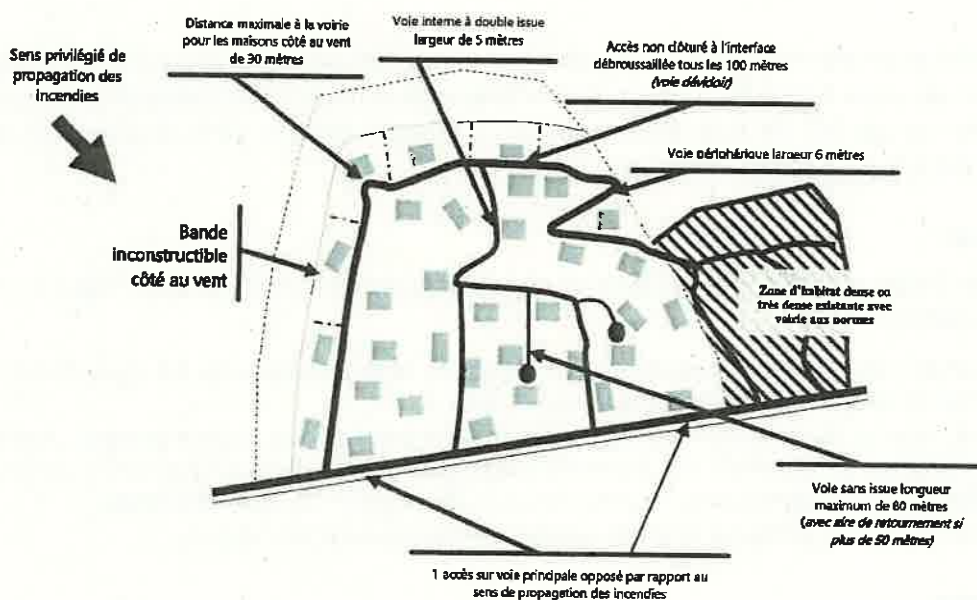 Distance maximale à la voirie
pour les maisons côté au vent
de 30 mètres
Voie interne à double issue
largeur de 5 mètres
Accès non clôturé à l'interface
débroussaillée tous les 100 mètres
(voie dévidoir)
Sens privilégié de
propagation des
incendies
Voie périphérique largeur 6 mètres
Bande
inconstructible
côté au vent
Zone d'habitat dense ou
très dense existante avec
voirie aux normes
Voie sans issue longueur
maximum de 80 mètres
(avec aire de retournement si
plus de 50 mètres)
1 accès sur voie principale opposé par rapport au
sens de propagation des incendies